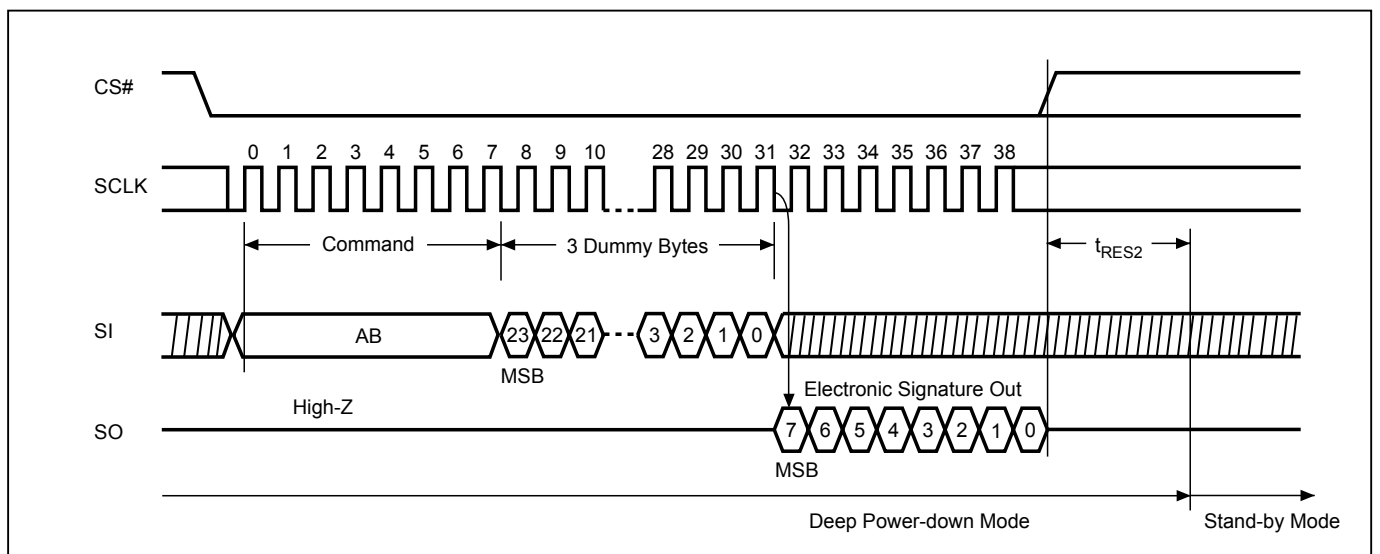 CS#
0 1 2 3 4 5 6 7 8 9 10 28 29 30 31 32 33 34 35 36 37 38
SCLK
Command
3 Dummy Bytes
tRES2
SI
AB
23 22 21 3 2 1 0
MSB
Electronic Signature Out
High-Z
SO
7 6 5 4 3 2 1 0
MSB
Deep Power-down Mode
Stand-by Mode